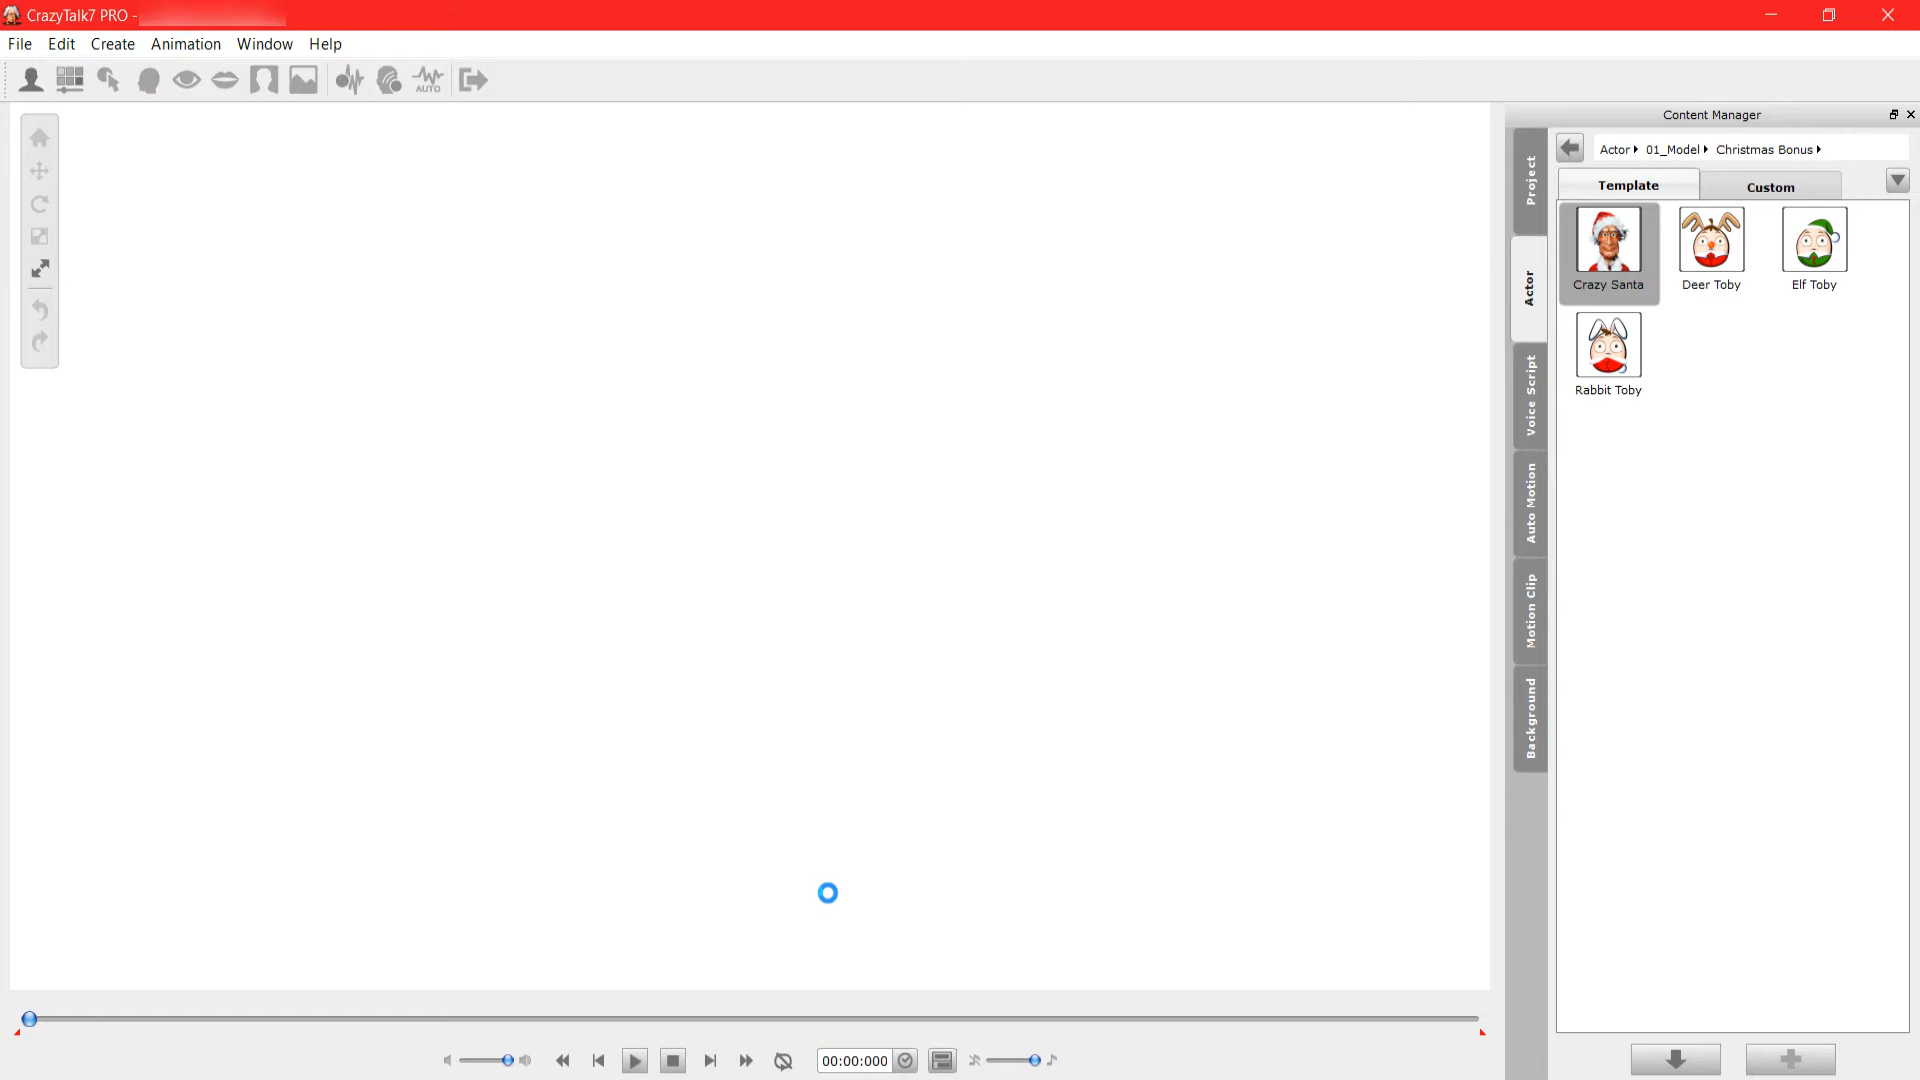 CrazyTalk7 PRO -
File Edit Create Animation Window Help
AUTO
Content Manager
Actor 01_Model Christmas Bonus
Template Custom
Crazy Santa Deer Toby Elf Toby
Rabbit Toby
Project
Actor
Voice Script
Auto Motion
Motion Clip
Background
00:00:000